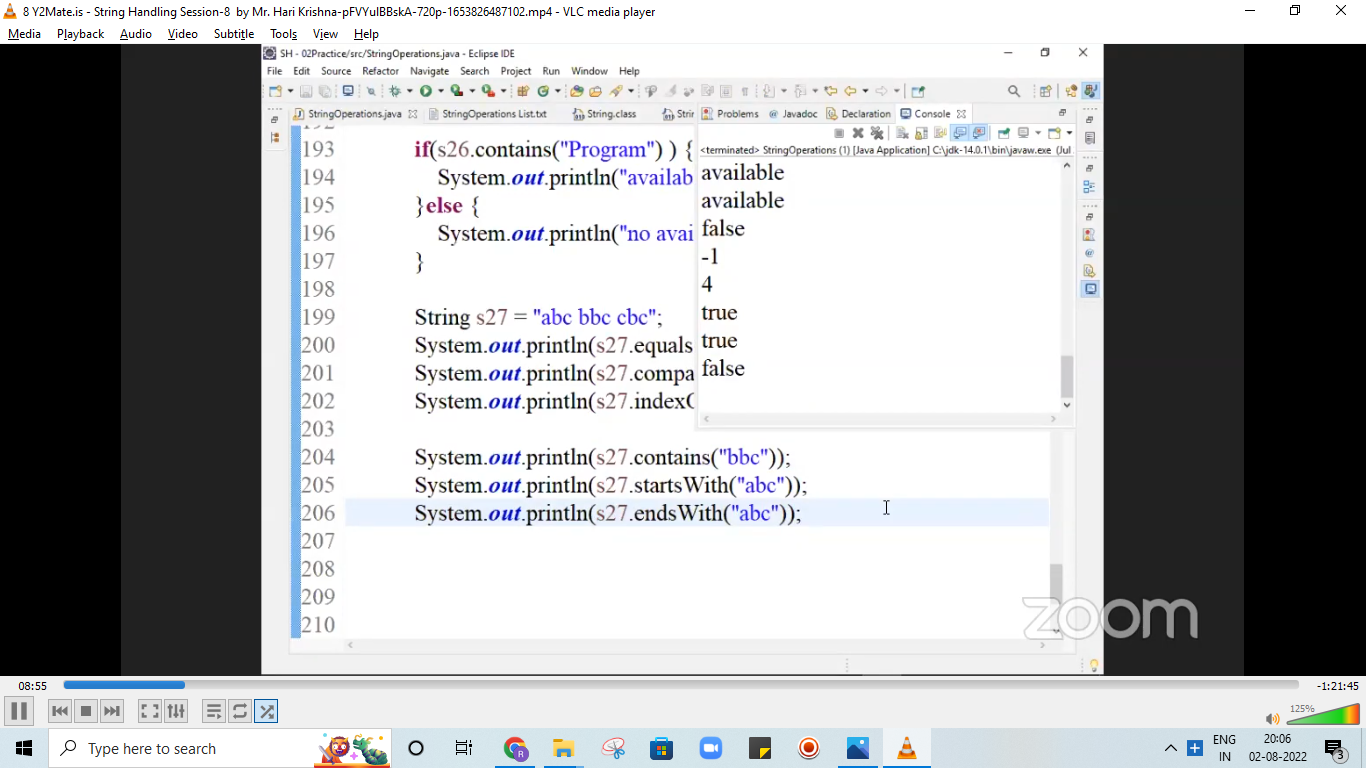 8 Y2Mate.is - String Handling Session-8 by Mr. Hari Krishna-pFVYulBBskA-720p-1653826487102.mp4 - VLC media player
Media Playback Audio Video Subtitle Tools View Help
SH - 02Practice/src/StringOperations.java - Eclipse IDE
File Edit Source Refactor Navigate Search Project Run Window Help
StringOperations.java StringOperations List.txt String.class Strin
Problems Javadoc Declaration Console
<terminated> StringOperations (1) [Java Application] C:\jdk-14.0.1\bin\javaw.exe (Jul
192
193 if(s26.contains("Program") ) {
194 System.out.println("availab
195 }else {
196 System.out.println("no avai
197 }
198
199 String s27 = "abc bbc cbc";
200 System.out.println(s27.equals
201 System.out.println(s27.compa
202 System.out.println(s27.indexO
203
204 System.out.println(s27.contains("bbc"));
205 System.out.println(s27.startsWith("abc"));
206 System.out.println(s27.endsWith("abc"));
207
208
209
210
available
available
false
-1
4
true
true
false
zoom
08:55
-1:21:45
125%
Type here to search
ENG
IN
20:06
02-08-2022
3